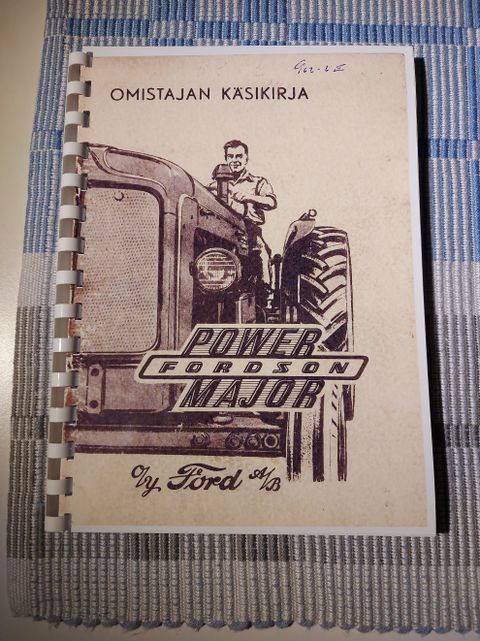 OMISTAJAN KÄSIKIRJA
POWER
FORDSON
MAJOR
O/y Ford A/B